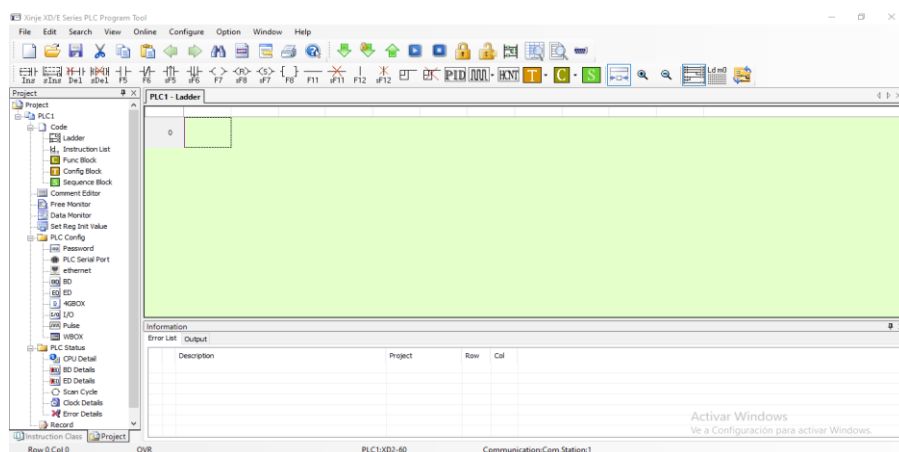 Xinje XD/E Series PLC Program Tool
File Edit Search View Online Configure Option Window Help
Ins sIns Del sDel F5 F6 sF5 sF6 F7 sF8 sF7 F8 F11 sF11 F12 sF12 PID HCNT T C S Ld m0
Project
PLC1 - Ladder
Project
PLC1
Code
Ladder
Instruction List
Func Block
Config Block
Sequence Block
Comment Editor
Free Monitor
Data Monitor
Set Reg Init Value
PLC Config
Password
PLC Serial Port
ethernet
BD
ED
4GBOX
I/O
Pulse
WBOX
PLC Status
CPU Detail
BD Details
ED Details
Scan Cycle
Clock Details
Error Details
Record
Instruction Class Project
0
Information
Error List Output
Description Project Row Col
Activar Windows
Ve a Configuración para activar Windows.
Row 0,Col 0 OVR PLC1:XD2-60 Communication:Com,Station:1